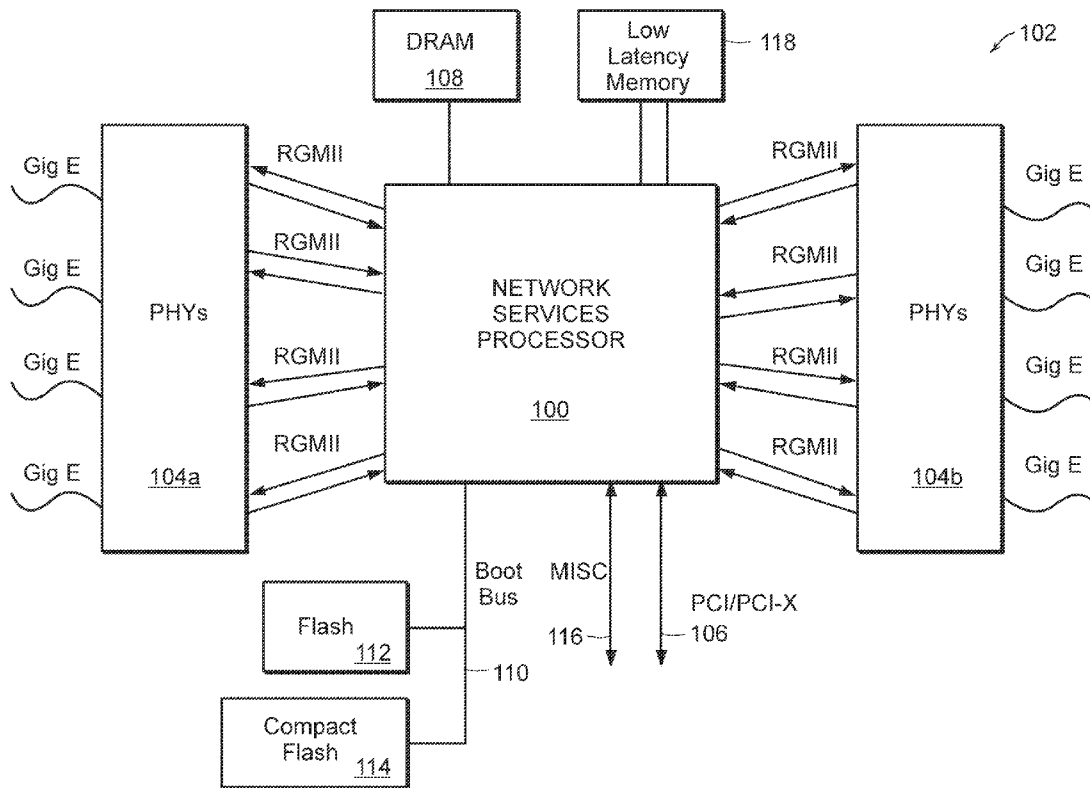 DRAM
108
Low
Latency
Memory
118
102
Gig E
Gig E
Gig E
Gig E
PHYs
104a
RGMII
RGMII
RGMII
RGMII
NETWORK
SERVICES
PROCESSOR
100
RGMII
RGMII
RGMII
RGMII
PHYs
104b
Gig E
Gig E
Gig E
Gig E
Boot
Bus
110
MISC
116
PCI/PCI-X
106
Flash
112
Compact
Flash
114